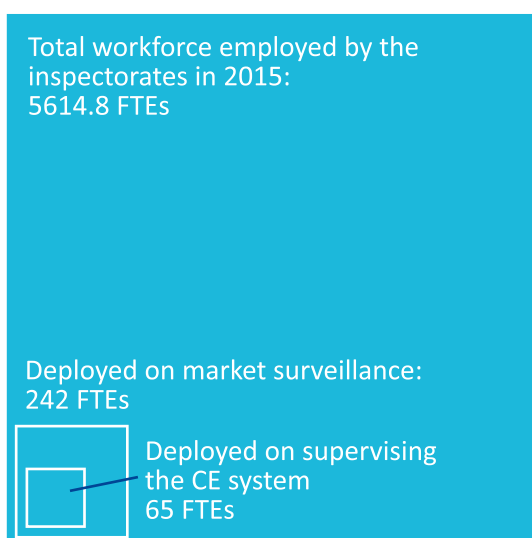 Total workforce employed by the
inspectorates in 2015:
5614.8 FTEs
Deployed on market surveillance:
242 FTEs
Deployed on supervising
the CE system
65 FTEs